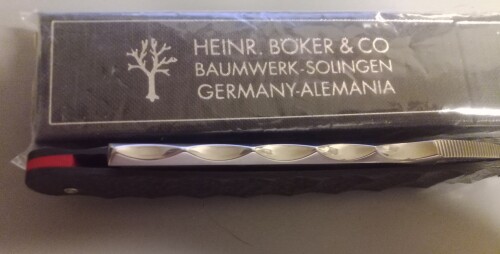 HEINR. BÖKER & CO
BAUMWERK-SOLINGEN
GERMANY-ALEMANIA